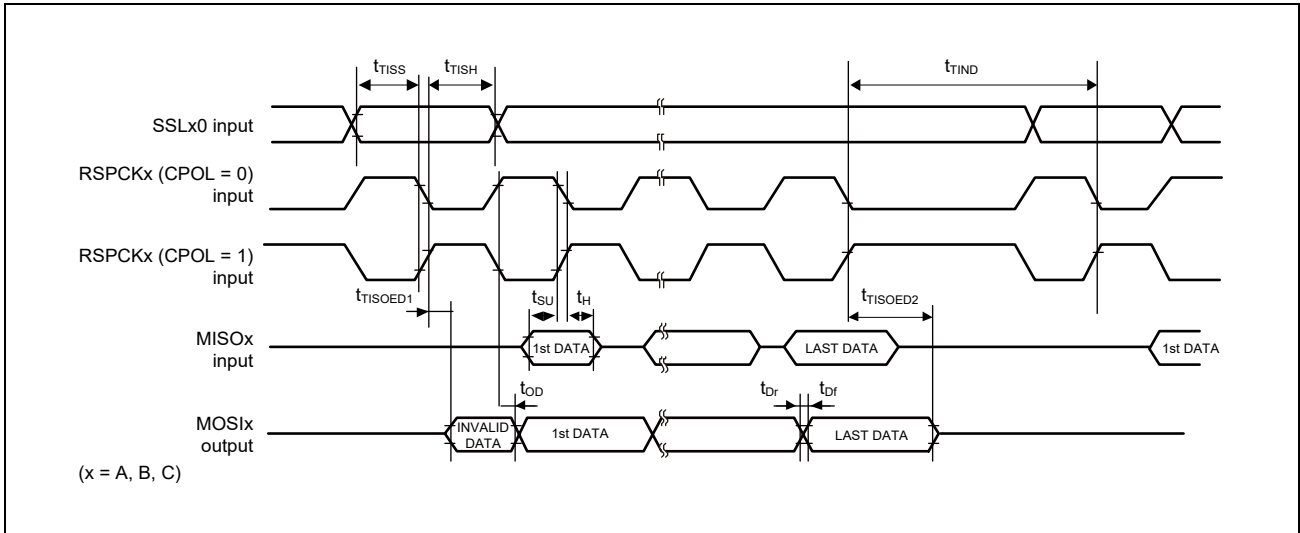 tTISS
tTISH
tTIND
SSLx0 input
RSPCKx (CPOL = 0)
input
RSPCKx (CPOL = 1)
input
tTISOED1
tSU
tH
tTISOED2
MISOx
input
1st DATA
LAST DATA
1st DATA
tOD
tDr
tDf
MOSIx
output
INVALID
DATA
1st DATA
LAST DATA
(x = A, B, C)